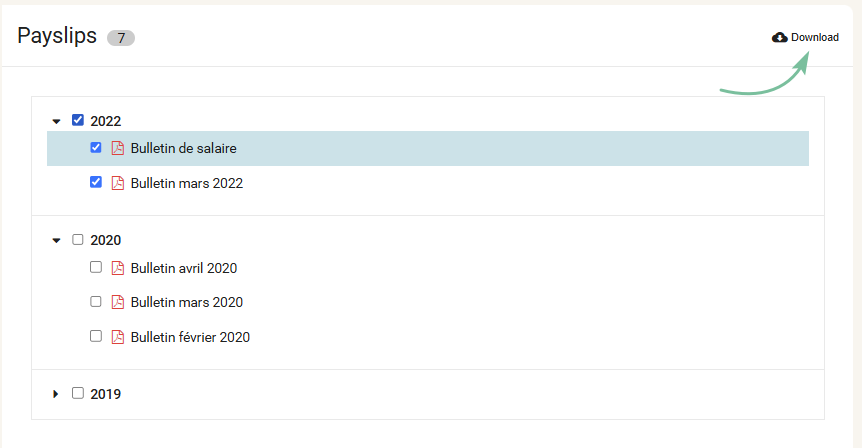 Payslips 7
Download
2022
Bulletin de salaire
Bulletin mars 2022
2020
Bulletin avril 2020
Bulletin mars 2020
Bulletin février 2020
2019